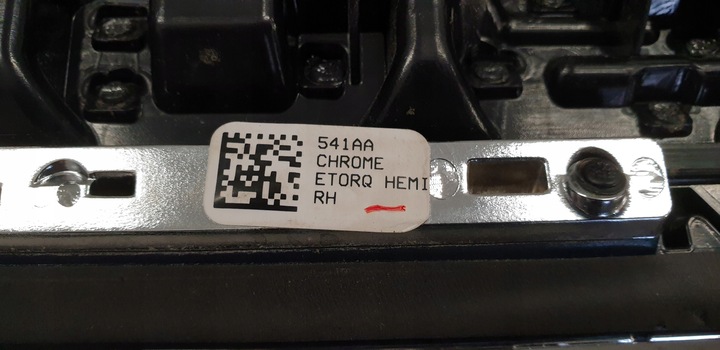 541AA
CHROME
ETORQ HEMI
RH